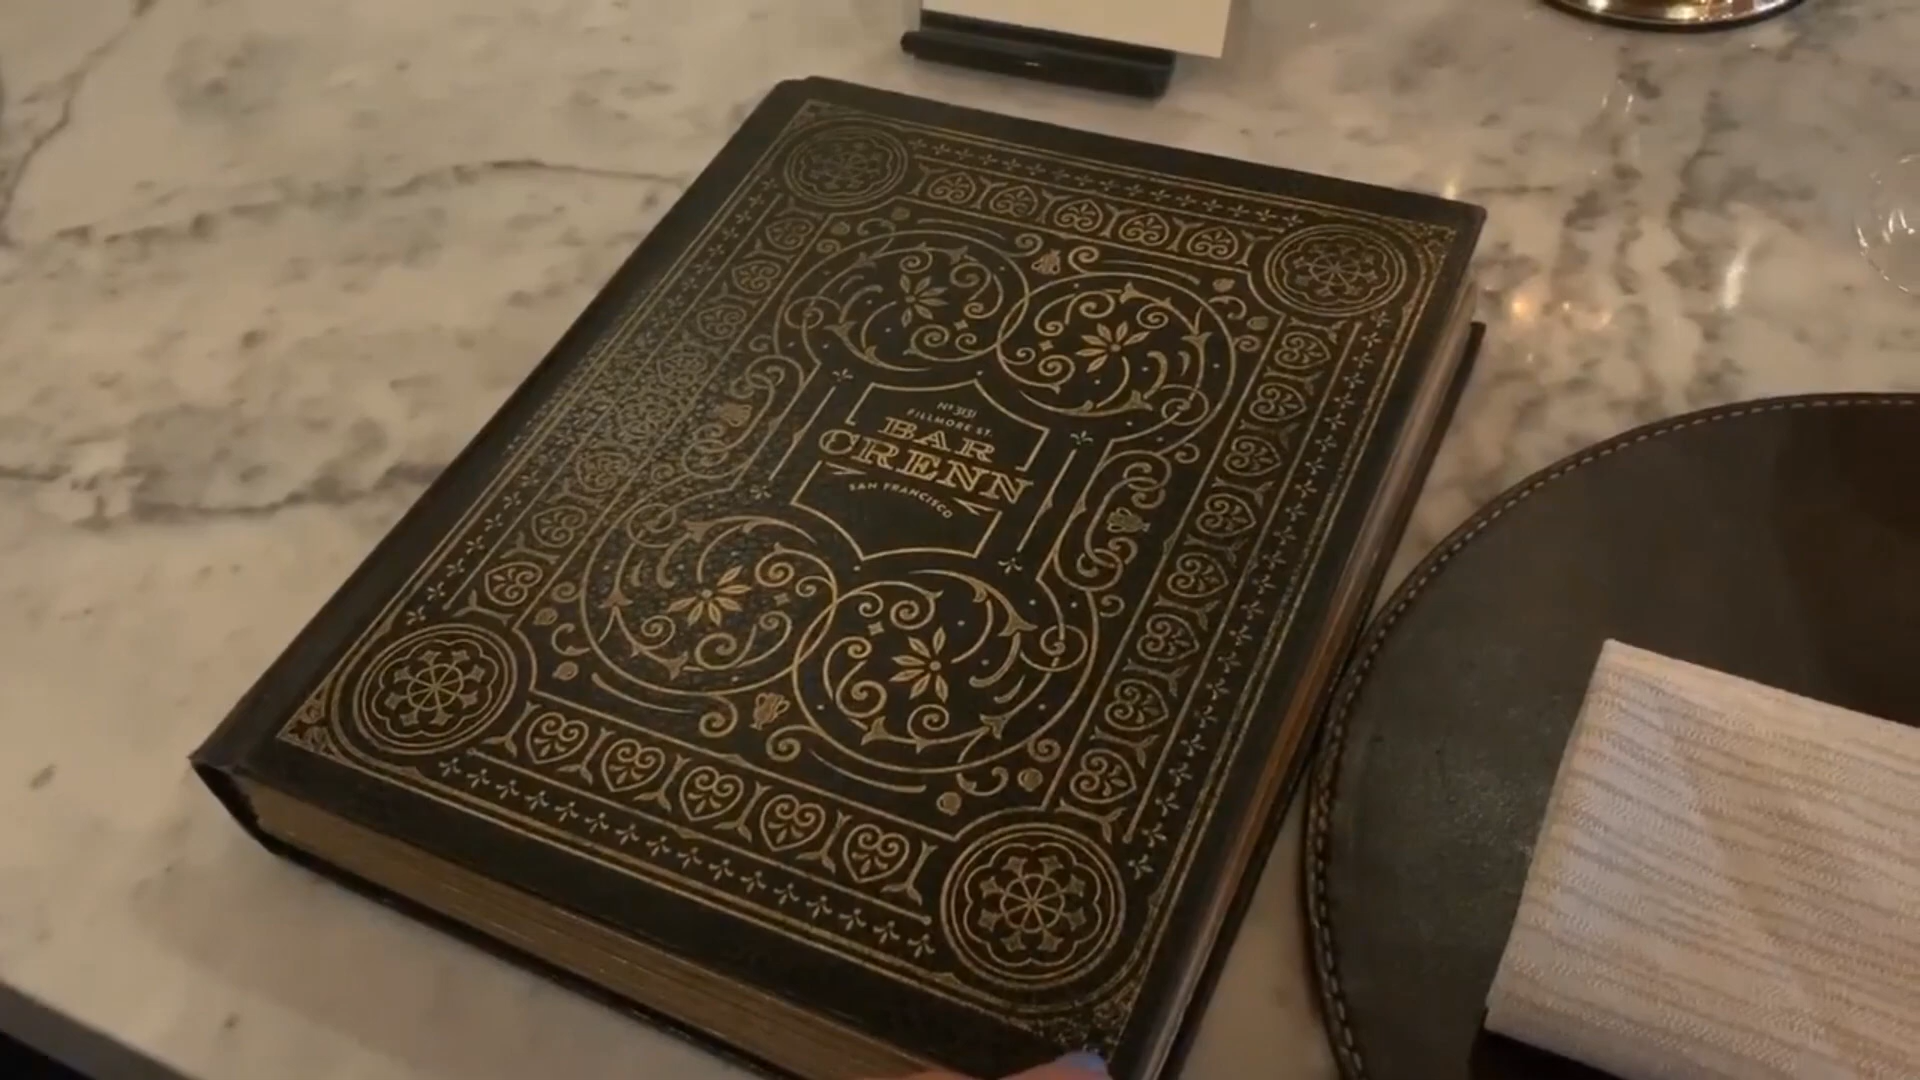 Nº 3131
FILLMORE ST.
BAR
CRENN
SAN FRANCISCO